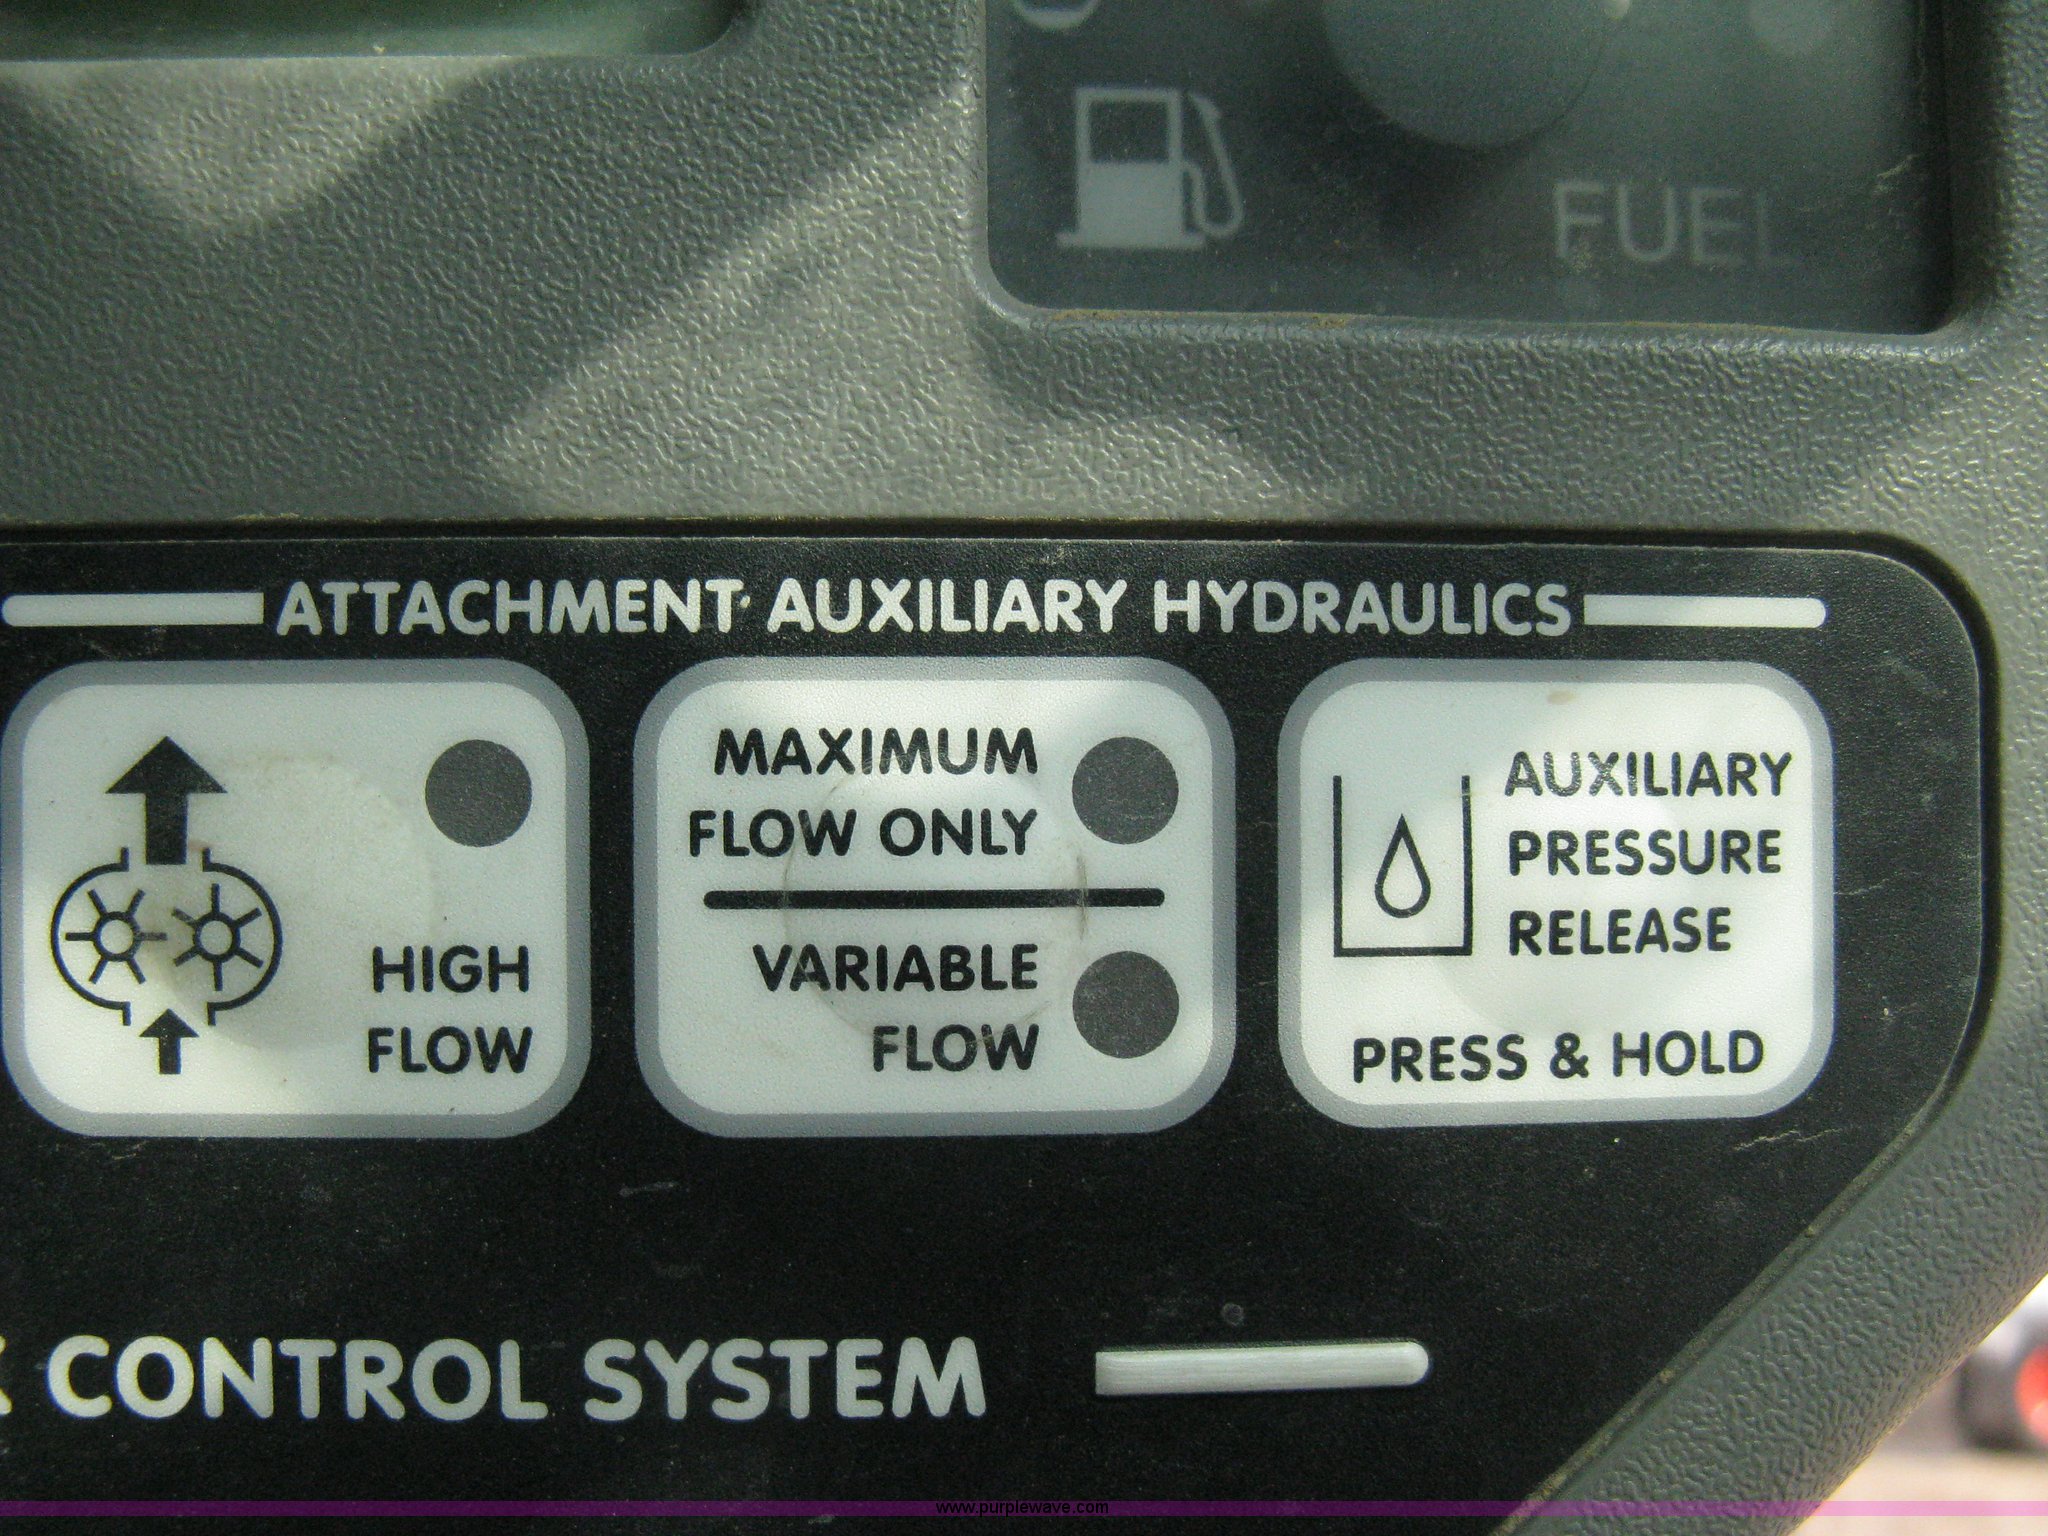 FUEL
ATTACHMENT AUXILIARY HYDRAULICS
HIGH
FLOW
MAXIMUM
FLOW ONLY
VARIABLE
FLOW
AUXILIARY
PRESSURE
RELEASE
PRESS & HOLD
CONTROL SYSTEM
www.purplewave.com